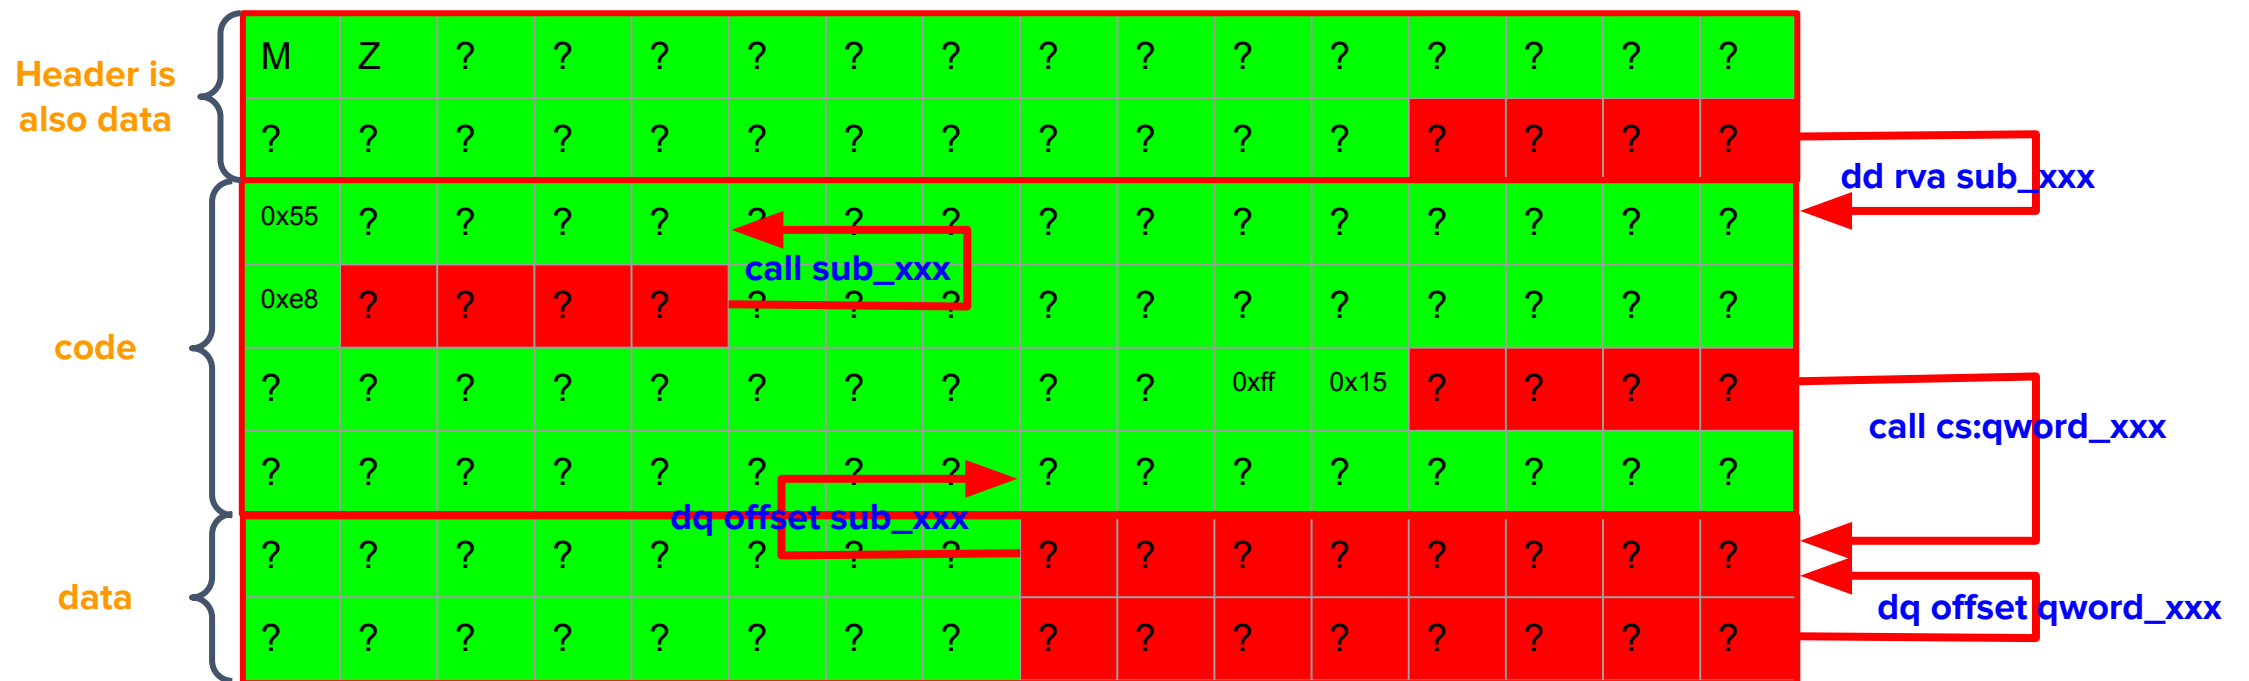 Header is
also data
M Z ? ? ? ? ? ? ? ? ? ? ? ? ? ?
? ? ? ? ? ? ? ? ? ? ? ? ? ? ? ?
dd rva sub_xxx
code
0x55 ? ? ? ? ? ? ? ? ? ? ? ? ? ? ?
call sub_xxx
0xe8 ? ? ? ? ? ? ? ? ? ? ? ? ? ? ?
? ? ? ? ? ? ? ? ? ? 0xff 0x15 ? ? ? ?
call cs:qword_xxx
? ? ? ? ? ? ? ? ? ? ? ? ? ? ? ?
dq offset sub_xxx
data
? ? ? ? ? ? ? ? ? ? ? ? ? ? ? ?
dq offset qword_xxx
? ? ? ? ? ? ? ? ? ? ? ? ? ? ? ?